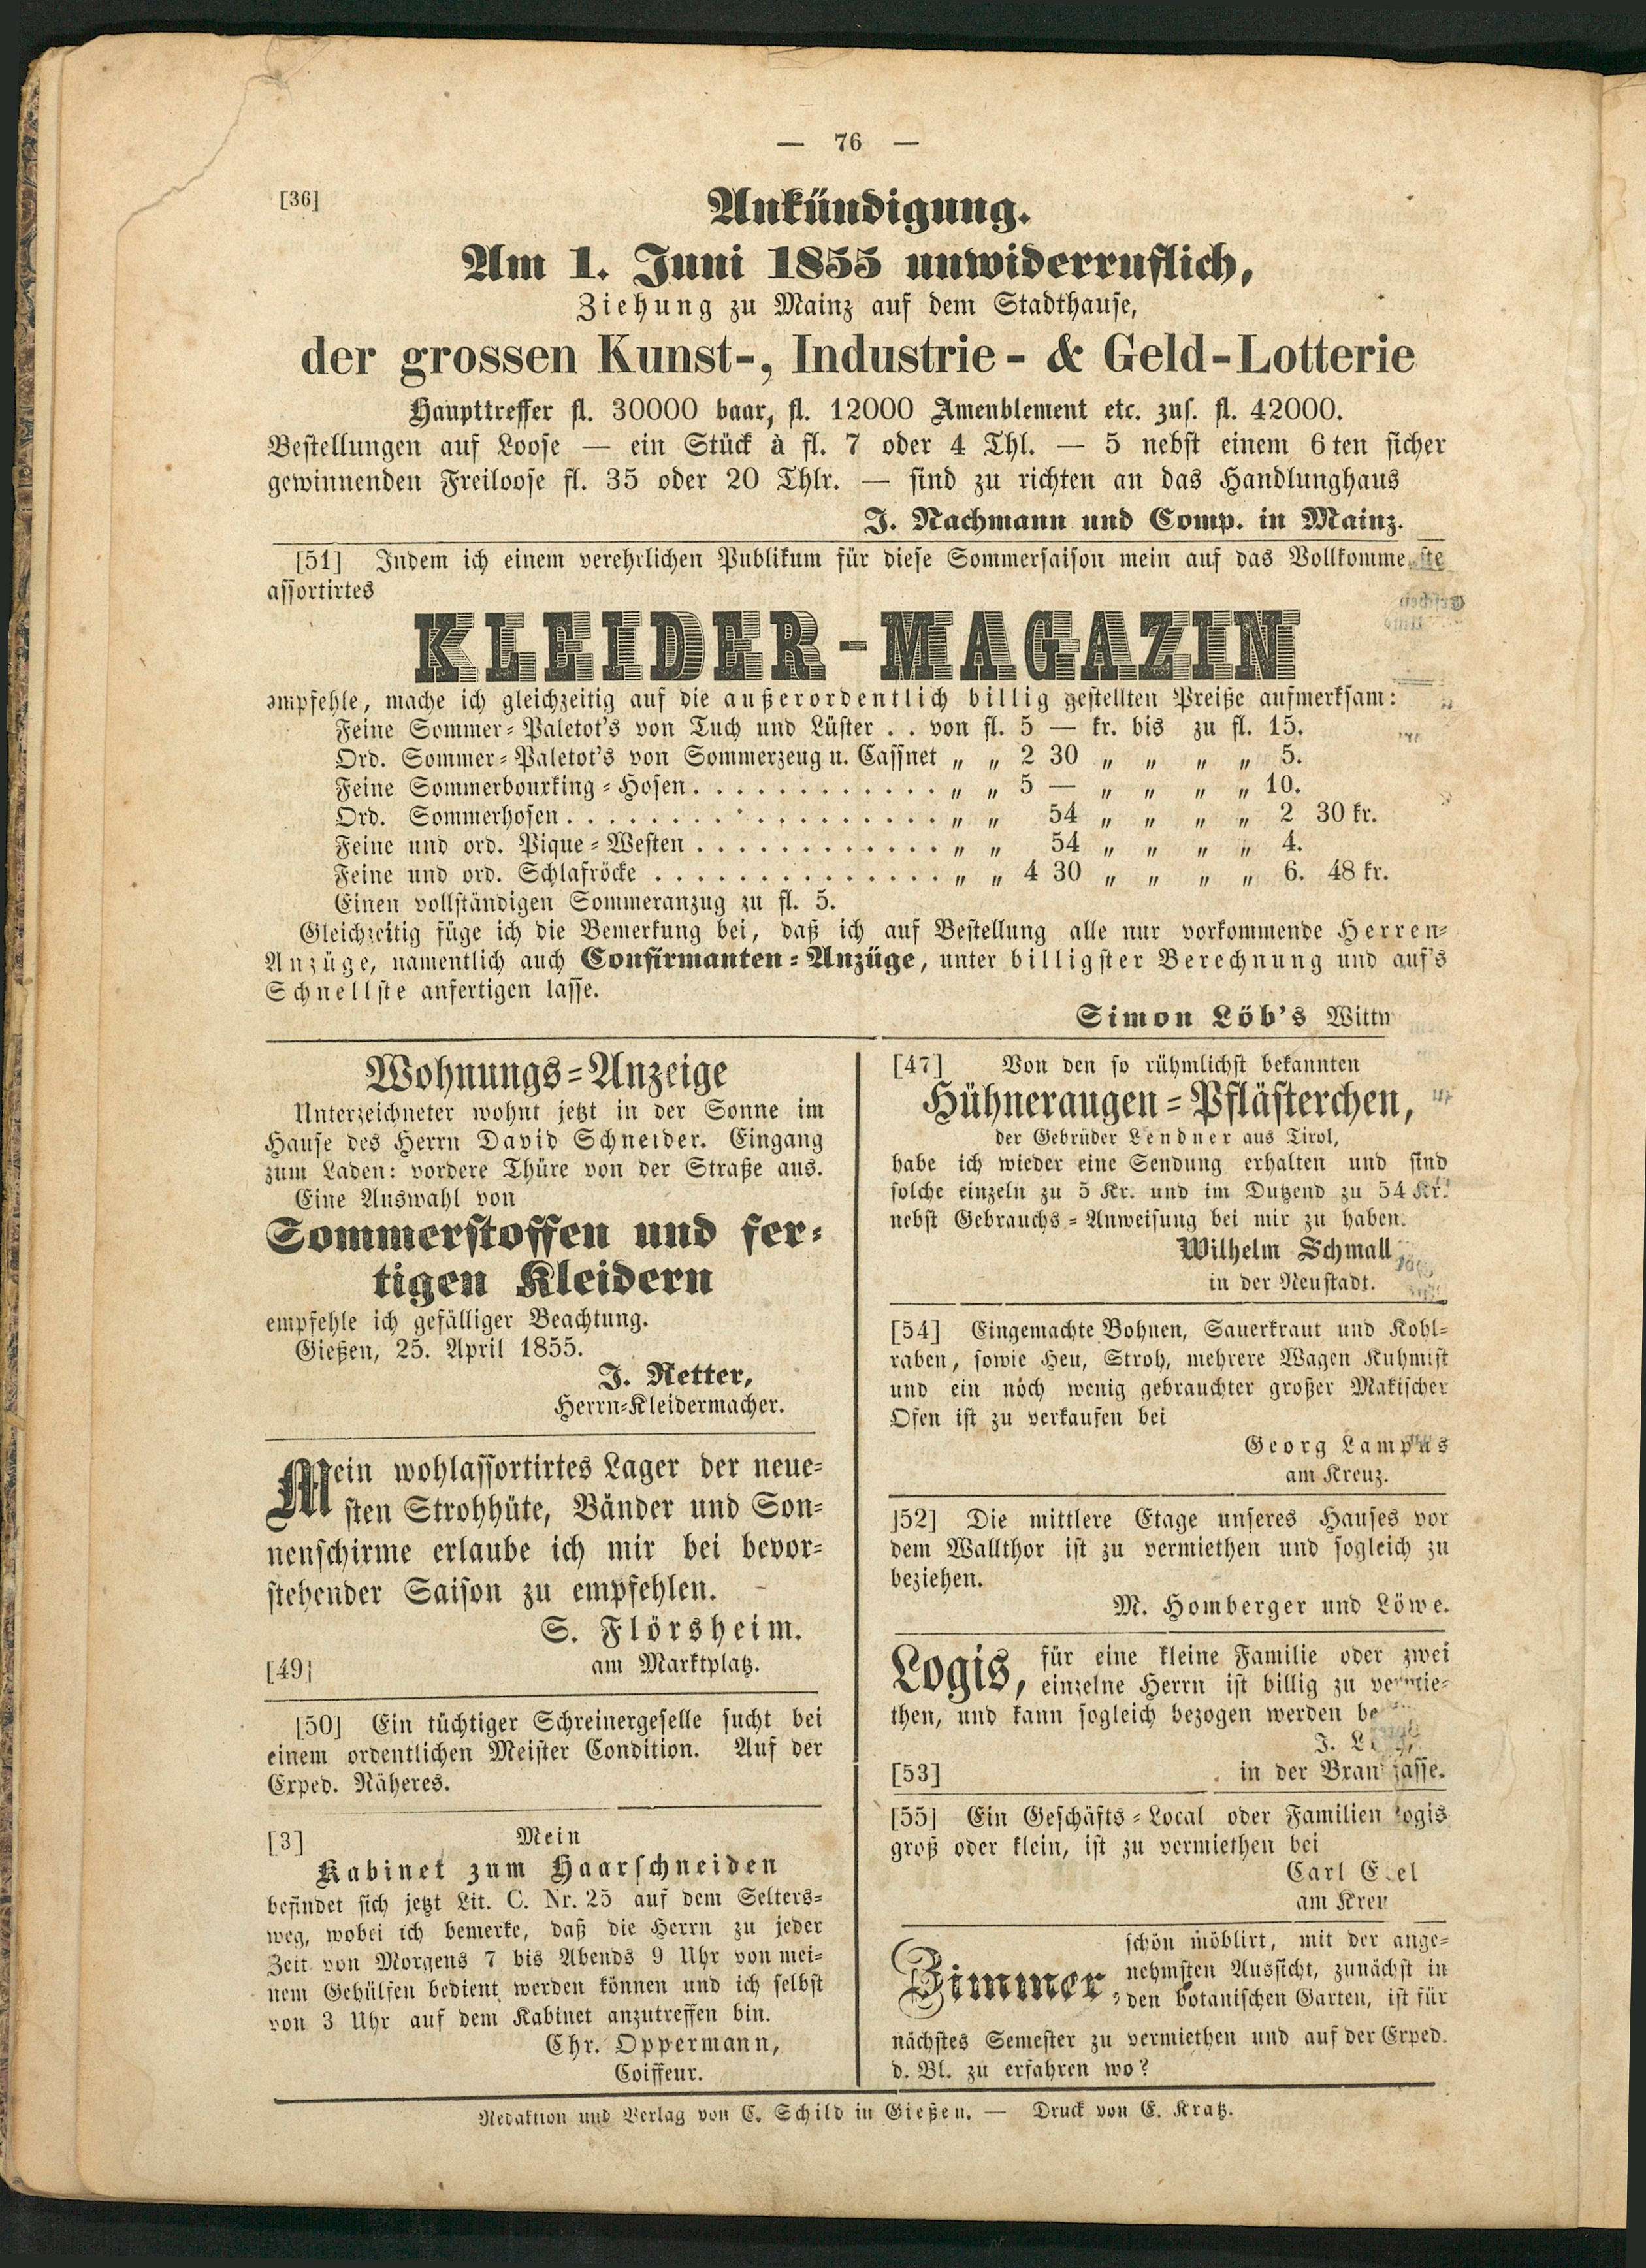 — 76 —
[36]
Ankündigung.
Am 1. Juni 1855 unwiderruflich,
Ziehung zu Mainz auf dem Stadthause,
der grossen Kunst-, Industrie- & Geld-Lotterie
Haupttreffer fl. 30000 baar, fl. 12000 Amenblement etc. zus. fl. 42000.
Bestellungen auf Loose — ein Stück à fl. 7 oder 4 Thl. — 5 nebst einem 6ten sicher
gewinnenden Freiloose fl. 35 oder 20 Thlr. — sind zu richten an das Handlunghaus
J. Nachmann und Comp. in Mainz.
[51] Indem ich einem verehrlichen Publikum für diese Sommersaison mein auf das Vollkommenste
assortirtes
KLEIDER-MAGAZIN
empfehle, mache ich gleichzeitig auf die außerordentlich billig gestellten Preiße aufmerksam:
Feine Sommer-Paletot's von Tuch und Lüster . . von fl. 5 — kr. bis zu fl. 15.
Ord. Sommer-Paletot's von Sommerzeug u. Cassnet „ „ 2 30 „ „ „ „ 5.
Feine Sommerbourking-Hosen . . . . . . . . . . . . „ „ 5 — „ „ „ „ 10.
Ord. Sommerhosen . . . . . . . . . . . . . . . . . . „ „ 54 „ „ „ „ 2 30 kr.
Feine und ord. Pique-Westen . . . . . . . . . . . . „ „ 54 „ „ „ „ 4.
Feine und ord. Schlafröcke . . . . . . . . . . . . . . „ „ 4 30 „ „ „ „ 6. 48 kr.
Einen vollständigen Sommeranzug zu fl. 5.
Gleichzeitig füge ich die Bemerkung bei, daß ich auf Bestellung alle nur vorkommende Herren-
Anzüge, namentlich auch Confirmanten-Anzüge, unter billigster Berechnung und auf's
Schnellste anfertigen lasse.
Simon Löb's Wittw
Wohnungs-Anzeige
Unterzeichneter wohnt jetzt in der Sonne im
Hause des Herrn David Schneider. Eingang
zum Laden: vordere Thüre von der Straße aus.
Eine Auswahl von
Sommerstoffen und fer-
tigen Kleidern
empfehle ich gefälliger Beachtung.
Gießen, 25. April 1855.
J. Retter,
Herrn-Kleidermacher.
Mein wohlassortirtes Lager der neue-
sten Strohhüte, Bänder und Son-
nenschirme erlaube ich mir bei bevor-
stehender Saison zu empfehlen.
S. Flörsheim.
[49] am Marktplatz.
[50] Ein tüchtiger Schreinergeselle sucht bei
einem ordentlichen Meister Condition. Auf der
Exped. Näheres.
[3] Mein
Kabinet zum Haarschneiden
befindet sich jetzt Lit. C. Nr. 25 auf dem Selters-
weg, wobei ich bemerke, daß die Herrn zu jeder
Zeit von Morgens 7 bis Abends 9 Uhr von mei-
nem Gehülfen bedient werden können und ich selbst
von 3 Uhr auf dem Kabinet anzutreffen bin.
Chr. Oppermann,
Coiffeur.
[47] Von den so rühmlichst bekannten
Hühneraugen-Pflästerchen,
der Gebrüder Lendner aus Tirol,
habe ich wieder eine Sendung erhalten und sind
solche einzeln zu 5 Kr. und im Dutzend zu 54 Kr.
nebst Gebrauchs-Anweisung bei mir zu haben.
Wilhelm Schmall
in der Neustadt.
[54] Eingemachte Bohnen, Sauerkraut und Kohl-
raben, sowie Heu, Stroh, mehrere Wagen Kuhmist
und ein noch wenig gebrauchter großer Makischer
Ofen ist zu verkaufen bei
Georg Lampus
am Kreuz.
]52] Die mittlere Etage unseres Hauses vor
dem Wallthor ist zu vermiethen und sogleich zu
beziehen.
M. Homberger und Löwe.
Logis, für eine kleine Familie oder zwei
einzelne Herrn ist billig zu vermie-
then, und kann sogleich bezogen werden be
J.
[53] in der Brandgasse.
[55] Ein Geschäfts-Local oder Familien Logis
groß oder klein, ist zu vermiethen bei
Carl
am Kreu
Zimmer, schön möblirt, mit der ange-
nehmsten Aussicht, zunächst in
den botanischen Garten, ist für
nächstes Semester zu vermiethen und auf der Exped.
d. Bl. zu erfahren wo?
Redaktion und Verlag von C. Schild in Gießen. — Druck von E. Kratz.